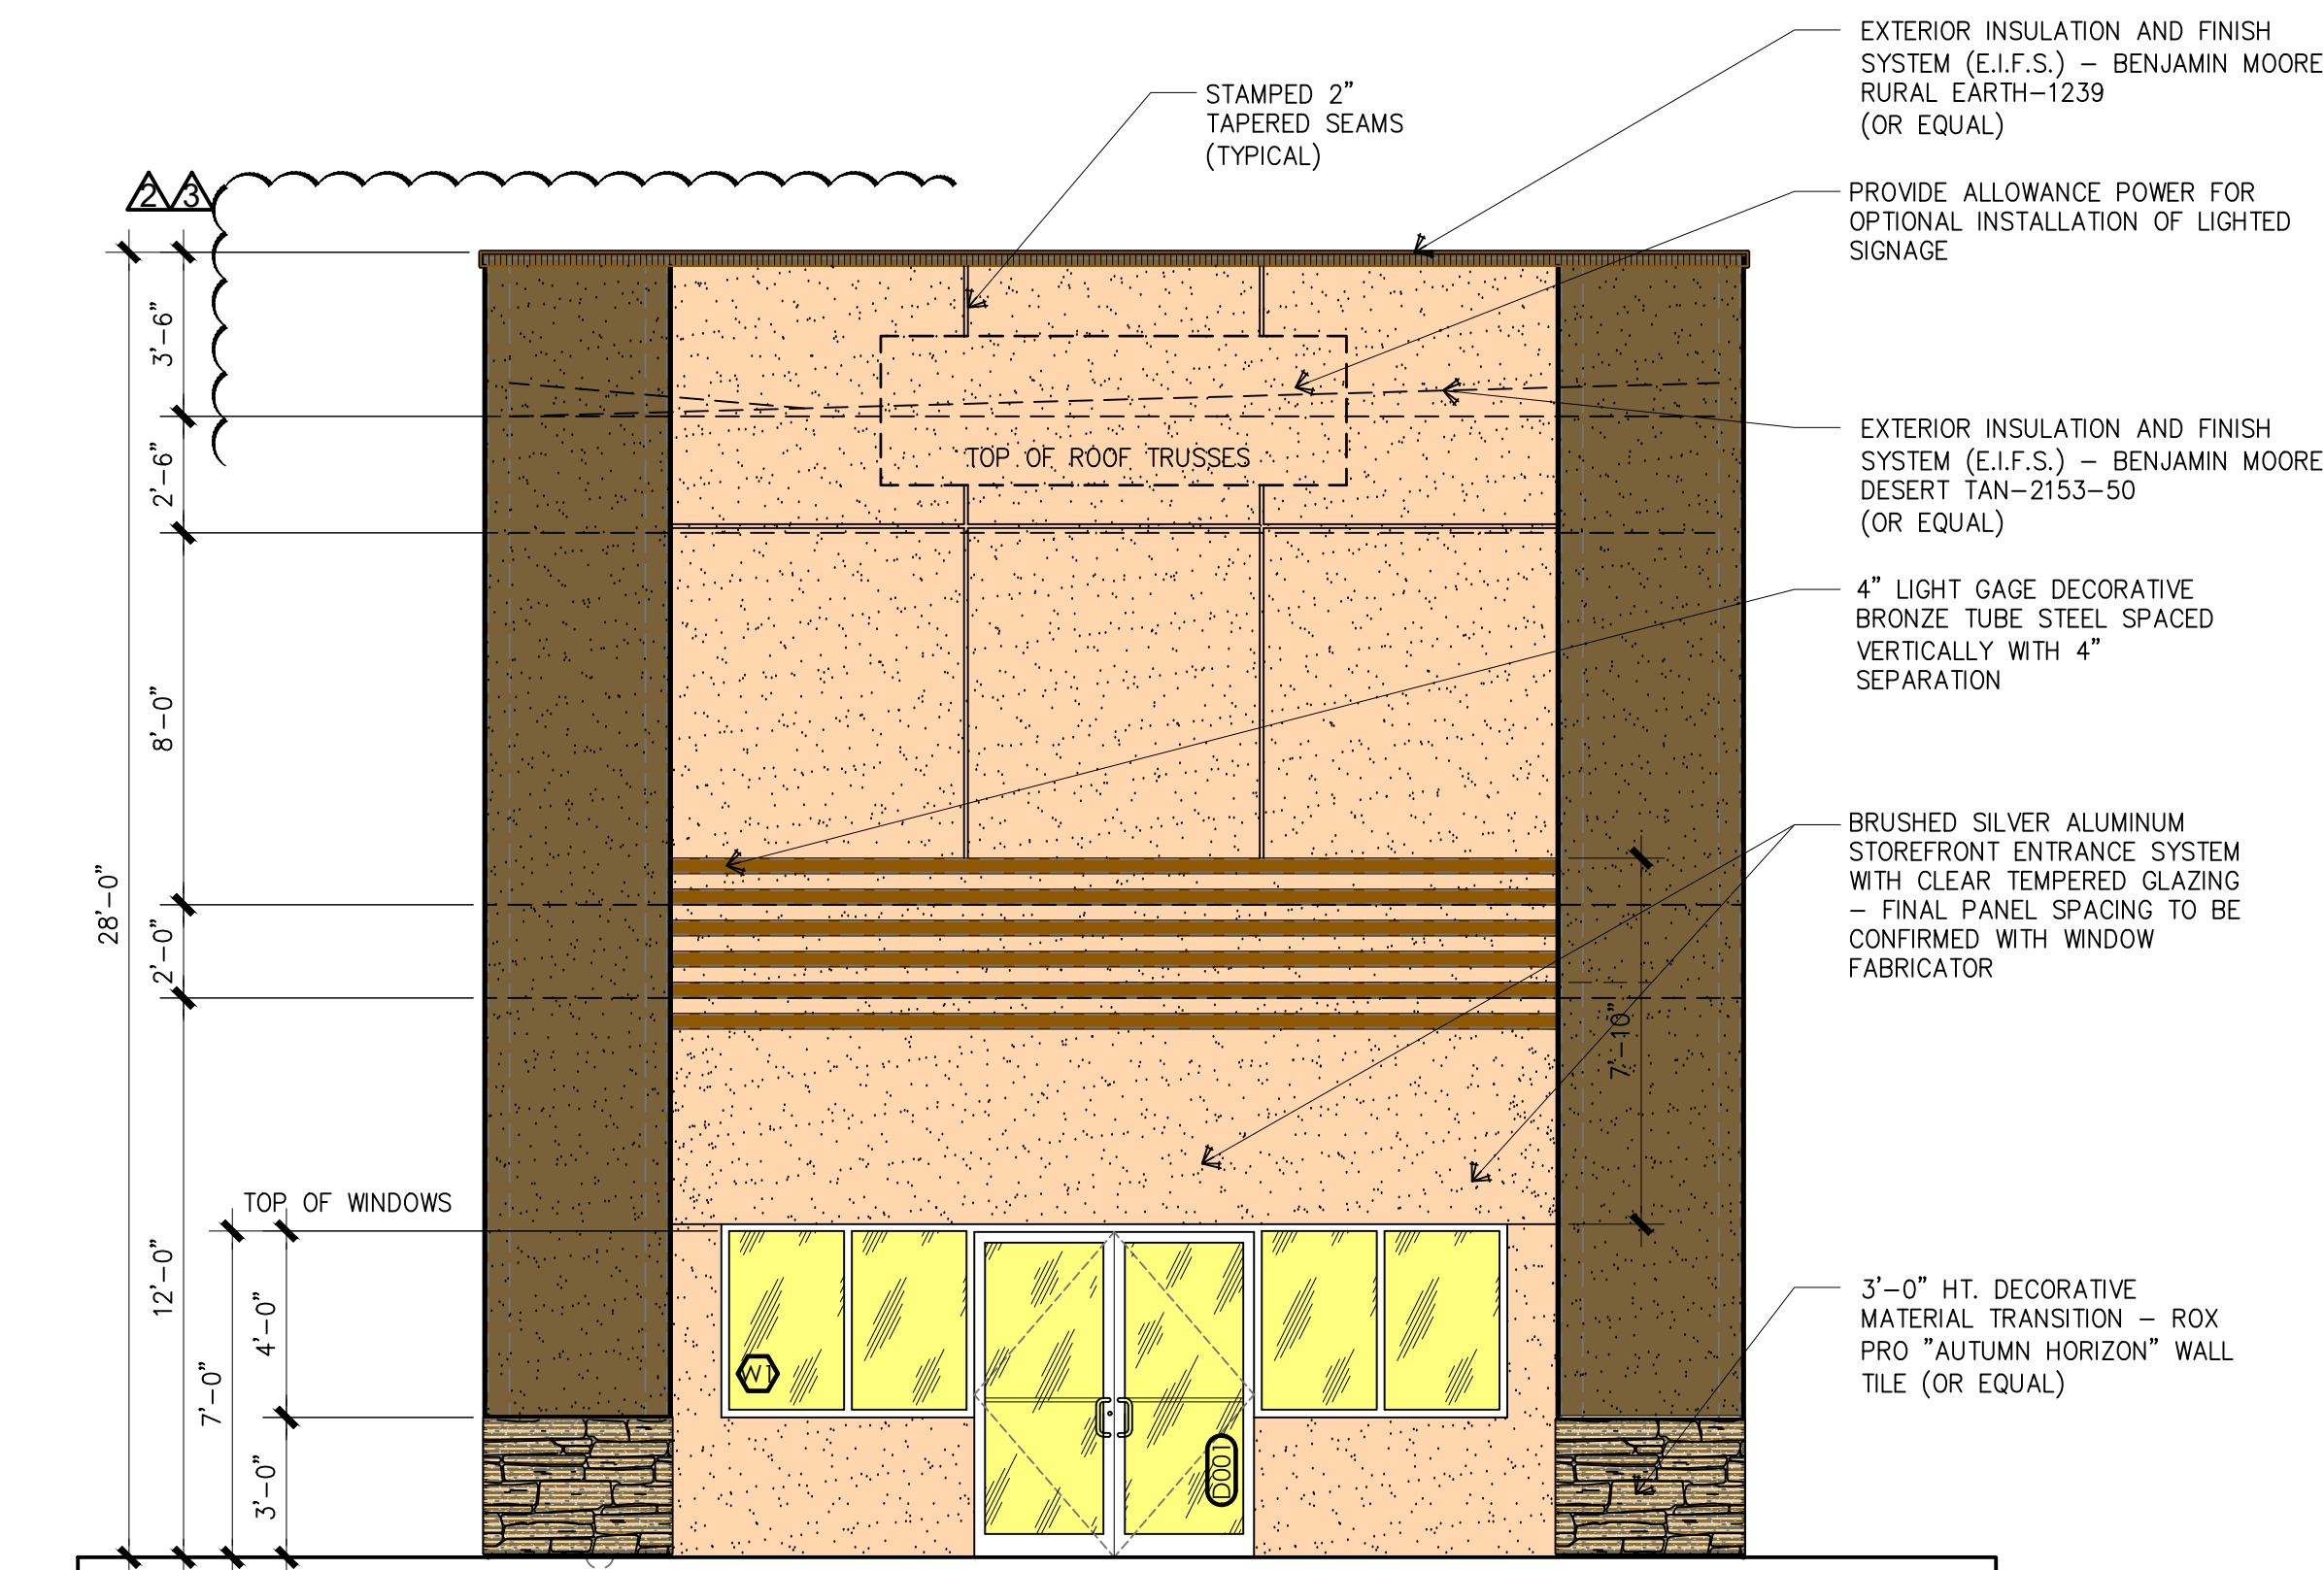 EXTERIOR INSULATION AND FINISH
SYSTEM (E.I.F.S.) – BENJAMIN MOORE
RURAL EARTH–1239
(OR EQUAL)
STAMPED 2"
TAPERED SEAMS
(TYPICAL)
PROVIDE ALLOWANCE POWER FOR
OPTIONAL INSTALLATION OF LIGHTED
SIGNAGE
2 3
3'–6"
2'–6"
8'–0"
2'–0"
12'–0"
28'–0"
TOP OF ROOF TRUSSES
EXTERIOR INSULATION AND FINISH
SYSTEM (E.I.F.S.) – BENJAMIN MOORE
DESERT TAN–2153–50
(OR EQUAL)
4" LIGHT GAGE DECORATIVE
BRONZE TUBE STEEL SPACED
VERTICALLY WITH 4"
SEPARATION
BRUSHED SILVER ALUMINUM
STOREFRONT ENTRANCE SYSTEM
WITH CLEAR TEMPERED GLAZING
– FINAL PANEL SPACING TO BE
CONFIRMED WITH WINDOW
FABRICATOR
7'–10"
TOP OF WINDOWS
7'–0"
4'–0"
3'–0"
W1
D001
3'–0" HT. DECORATIVE
MATERIAL TRANSITION – ROX
PRO "AUTUMN HORIZON" WALL
TILE (OR EQUAL)